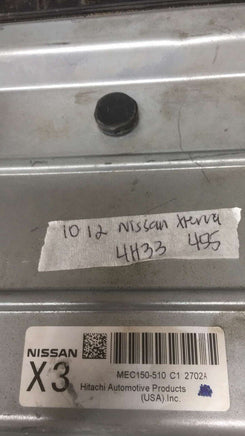 10 12 Nissan Xterra
4H33 495
NISSAN
X3
MEC150-510 C1 2702A
Hitachi Automotive Products
(USA).Inc.